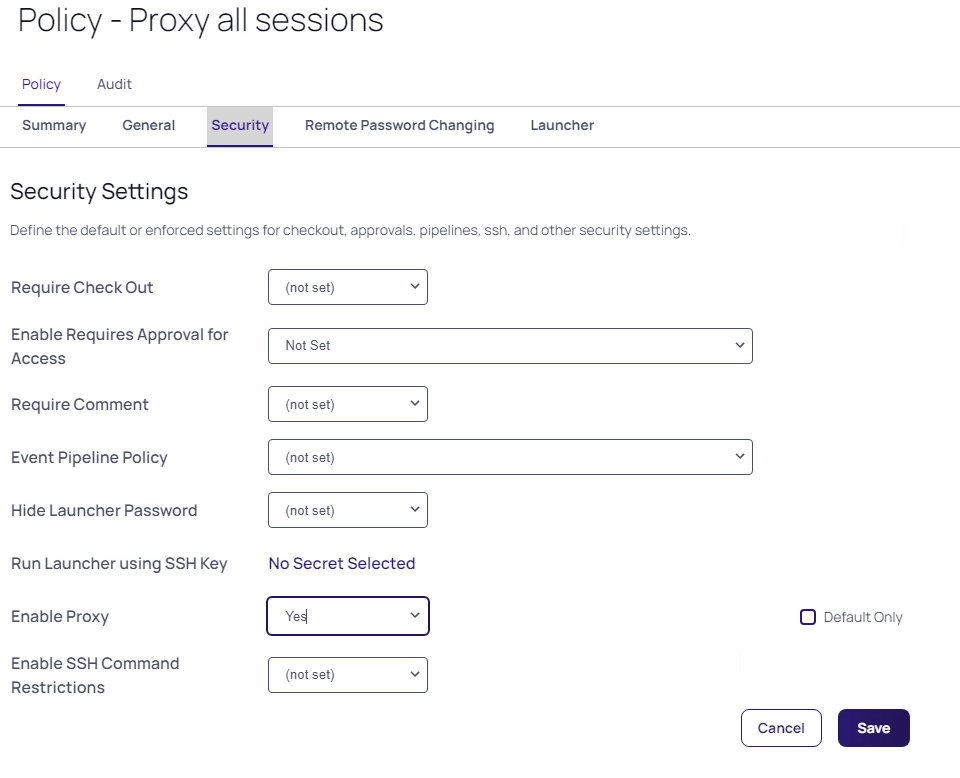 Policy - Proxy all sessions
Policy Audit
Summary General Security Remote Password Changing Launcher
Security Settings
Define the default or enforced settings for checkout, approvals, pipelines, ssh, and other security settings.
Require Check Out (not set)
Enable Requires Approval for
Access Not Set
Require Comment (not set)
Event Pipeline Policy (not set)
Hide Launcher Password (not set)
Run Launcher using SSH Key No Secret Selected
Enable Proxy Yes Default Only
Enable SSH Command
Restrictions (not set)
Cancel Save